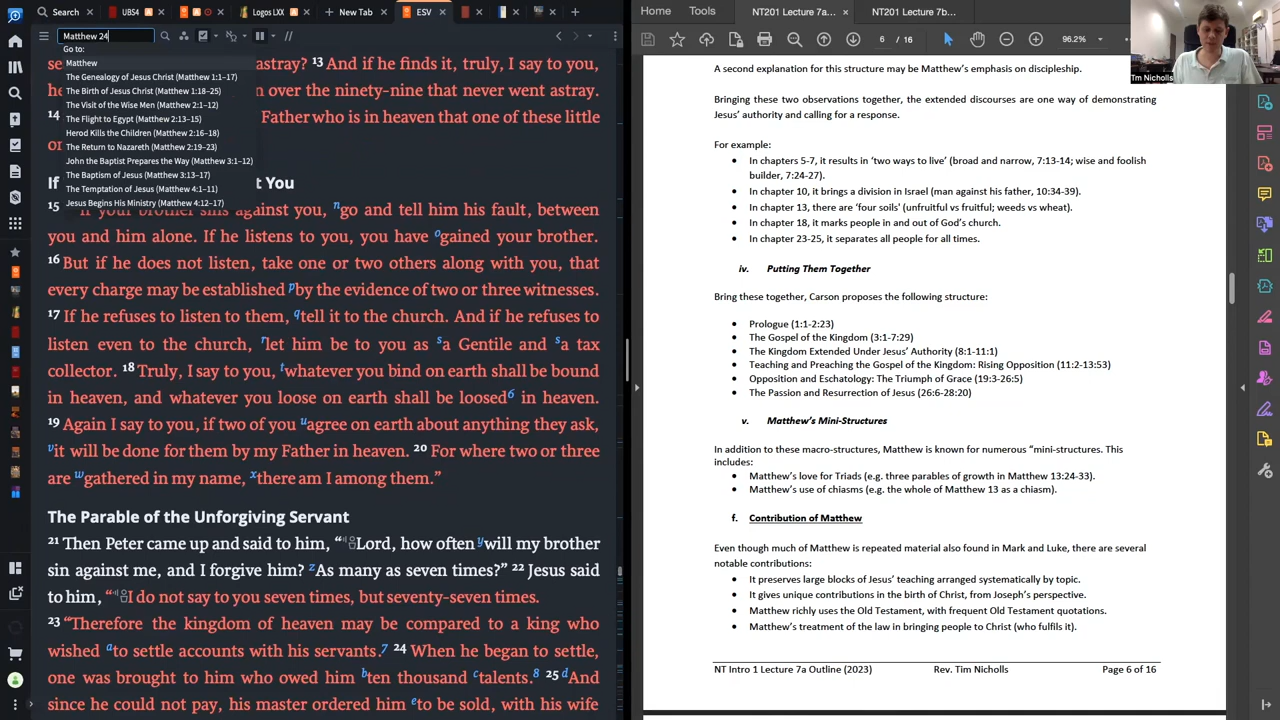 Search
UBS4
Logos LXX
New Tab
ESV
Matthew 24
Go to:
Matthew
The Genealogy of Jesus Christ (Matthew 1:1–17)
The Birth of Jesus Christ (Matthew 1:18–25)
The Visit of the Wise Men (Matthew 2:1–12)
The Flight to Egypt (Matthew 2:13–15)
Herod Kills the Children (Matthew 2:16–18)
The Return to Nazareth (Matthew 2:19–23)
John the Baptist Prepares the Way (Matthew 3:1–12)
The Baptism of Jesus (Matthew 3:13–17)
The Temptation of Jesus (Matthew 4:1–11)
Jesus Begins His Ministry (Matthew 4:12–17)
se astray? 13 And if he finds it, truly, I say to you,
he n over the ninety-nine that never went astray.
14 Father who is in heaven that one of these little
or
If t You
15 "If your brother sins against you, n go and tell him his fault, between
you and him alone. If he listens to you, you have o gained your brother.
16 But if he does not listen, take one or two others along with you, that
every charge may be established p by the evidence of two or three witnesses.
17 If he refuses to listen to them, q tell it to the church. And if he refuses to
listen even to the church, r let him be to you as s a Gentile and s a tax
collector. 18 Truly, I say to you, t whatever you bind on earth shall be bound
in heaven, and whatever you loose on earth shall be loosed 6 in heaven.
19 Again I say to you, if two of you u agree on earth about anything they ask,
v it will be done for them by my Father in heaven. 20 For where two or three
are w gathered in my name, x there am I among them."
The Parable of the Unforgiving Servant
21 Then Peter came up and said to him, "Lord, how often y will my brother
sin against me, and I forgive him? z As many as seven times?" 22 Jesus said
to him, "I do not say to you seven times, but seventy-seven times.
23 "Therefore the kingdom of heaven may be compared to a king who
wished a to settle accounts with his servants. 7 24 When he began to settle,
one was brought to him who owed him b ten thousand c talents. 8 25 d And
since he could not pay, his master ordered him e to be sold, with his wife
Home Tools NT201 Lecture 7a... NT201 Lecture 7b...
6 / 16 96.2%
Tm Nicholls
A second explanation for this structure may be Matthew's emphasis on discipleship.
Bringing these two observations together, the extended discourses are one way of demonstrating
Jesus' authority and calling for a response.
For example:
• In chapters 5-7, it results in 'two ways to live' (broad and narrow, 7:13-14; wise and foolish
builder, 7:24-27).
• In chapter 10, it brings a division in Israel (man against his father, 10:34-39).
• In chapter 13, there are 'four soils' (unfruitful vs fruitful; weeds vs wheat).
• In chapter 18, it marks people in and out of God's church.
• In chapter 23-25, it separates all people for all times.
iv. Putting Them Together
Bring these together, Carson proposes the following structure:
• Prologue (1:1-2:23)
• The Gospel of the Kingdom (3:1-7:29)
• The Kingdom Extended Under Jesus' Authority (8:1-11:1)
• Teaching and Preaching the Gospel of the Kingdom: Rising Opposition (11:2-13:53)
• Opposition and Eschatology: The Triumph of Grace (19:3-26:5)
• The Passion and Resurrection of Jesus (26:6-28:20)
v. Matthew's Mini-Structures
In addition to these macro-structures, Matthew is known for numerous "mini-structures. This
includes:
• Matthew's love for Triads (e.g. three parables of growth in Matthew 13:24-33).
• Matthew's use of chiasms (e.g. the whole of Matthew 13 as a chiasm).
f. Contribution of Matthew
Even though much of Matthew is repeated material also found in Mark and Luke, there are several
notable contributions:
• It preserves large blocks of Jesus' teaching arranged systematically by topic.
• It gives unique contributions in the birth of Christ, from Joseph's perspective.
• Matthew richly uses the Old Testament, with frequent Old Testament quotations.
• Matthew's treatment of the law in bringing people to Christ (who fulfils it).
NT Intro 1 Lecture 7a Outline (2023) Rev. Tim Nicholls Page 6 of 16